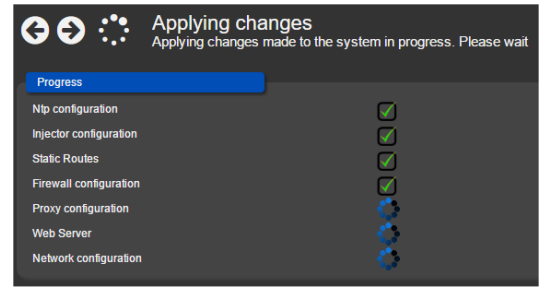 Applying changes
Applying changes made to the system in progress. Please wait
Progress
Ntp configuration
Injector configuration
Static Routes
Firewall configuration
Proxy configuration
Web Server
Network configuration